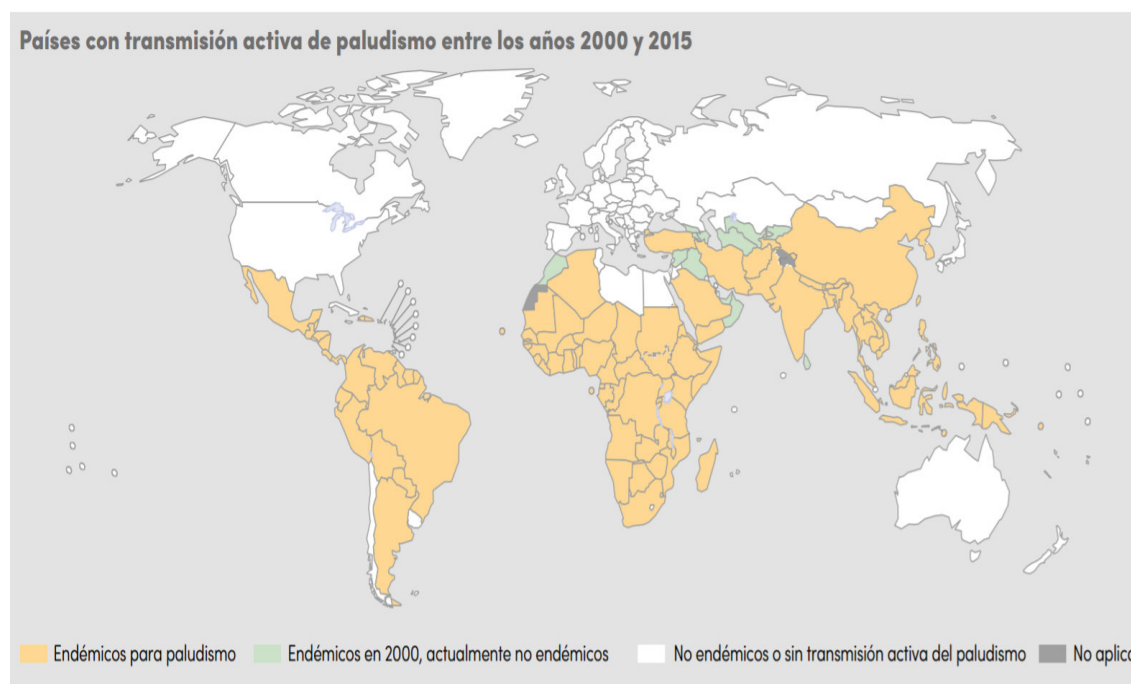 Países con transmisión activa de paludismo entre los años 2000 y 2015
Endémicos para paludismo
Endémicos en 2000, actualmente no endémicos
No endémicos o sin transmisión activa del paludismo
No aplica